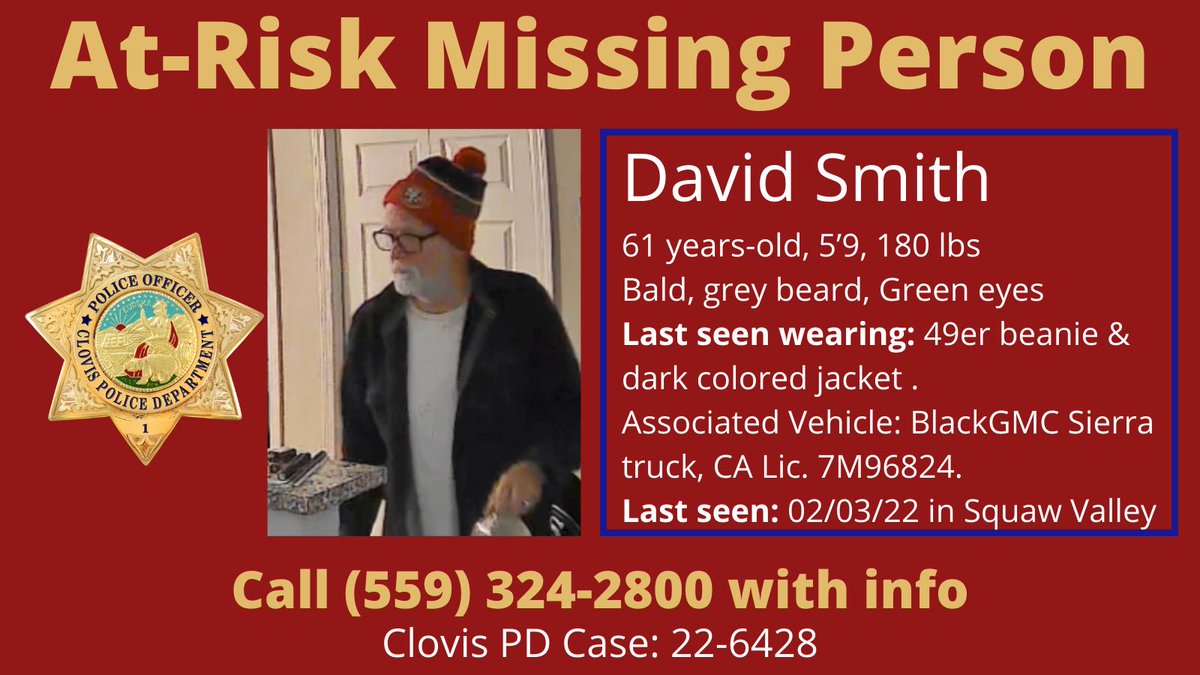 At-Risk Missing Person
David Smith
61 years-old, 5’9, 180 lbs
Bald, grey beard, Green eyes
Last seen wearing: 49er beanie &
dark colored jacket .
Associated Vehicle: BlackGMC Sierra
truck, CA Lic. 7M96824.
Last seen: 02/03/22 in Squaw Valley
POLICE OFFICER
EUREKA
CLOVIS POLICE DEPARTMENT
1
Call (559) 324-2800 with info
Clovis PD Case: 22-6428